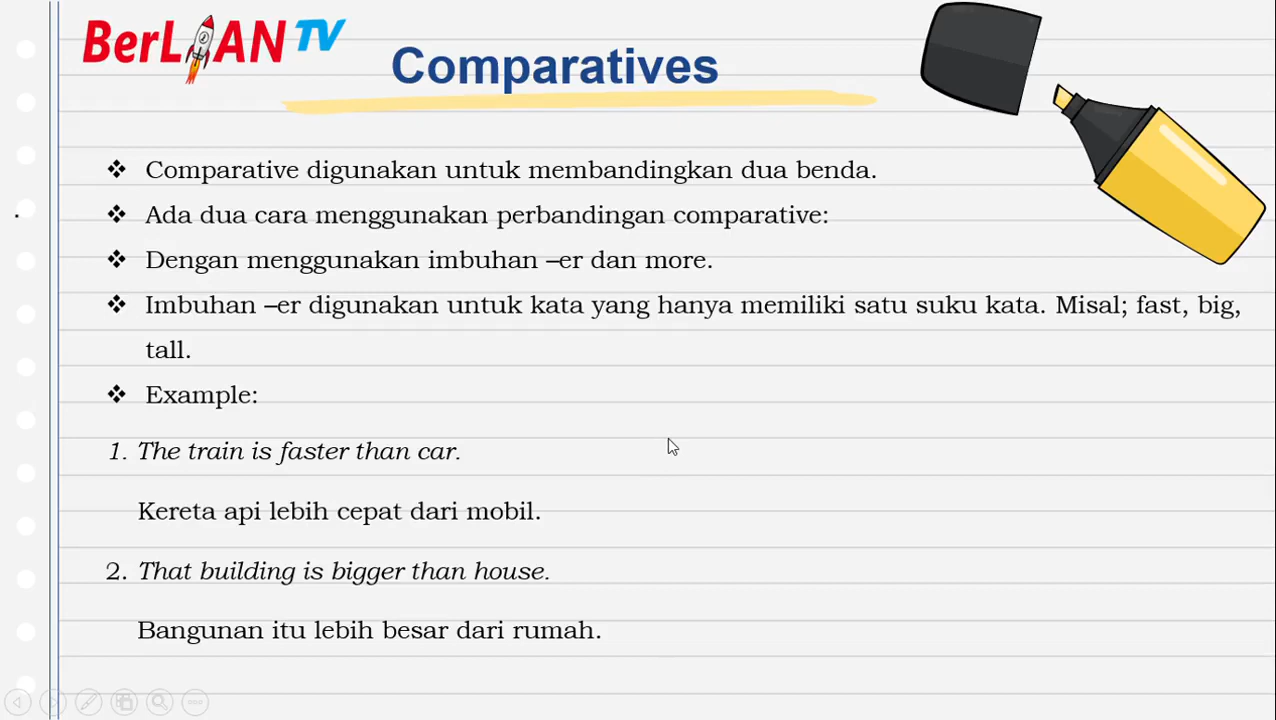 BerLIAN TV
Comparatives
❖ Comparative digunakan untuk membandingkan dua benda.
❖ Ada dua cara menggunakan perbandingan comparative:
❖ Dengan menggunakan imbuhan –er dan more.
❖ Imbuhan –er digunakan untuk kata yang hanya memiliki satu suku kata. Misal; fast, big,
tall.
❖ Example:
1. The train is faster than car.
Kereta api lebih cepat dari mobil.
2. That building is bigger than house.
Bangunan itu lebih besar dari rumah.